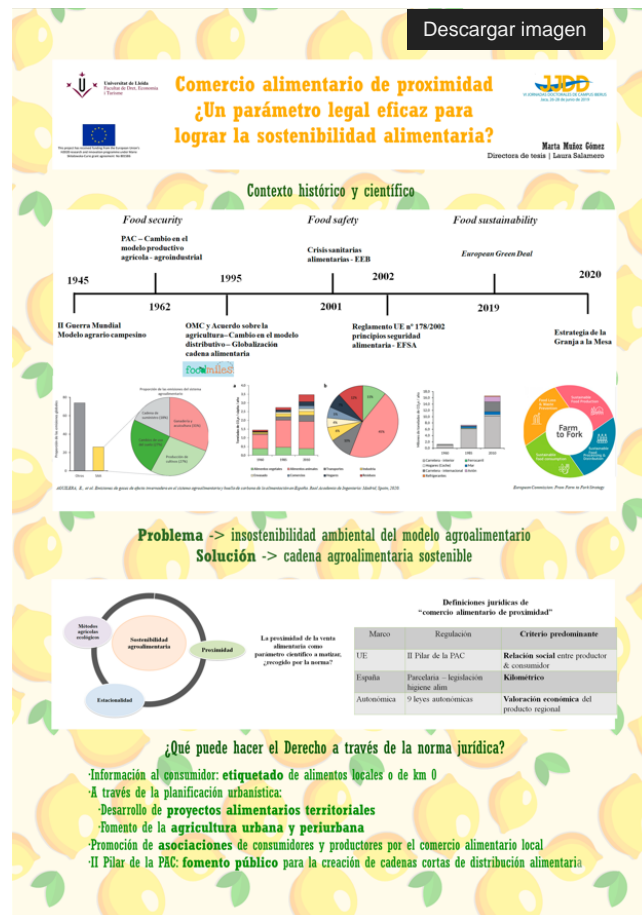 Descargar imagen
Universitat de Lleida
Facultat de Dret, Economia
i Turisme
Comercio alimentario de proximidad
¿Un parámetro legal eficaz para
lograr la sostenibilidad alimentaria?
JJDD
Marta Muñoz Gómez
Directora de tesis | Laura Salamero
Contexto histórico y científico
Food security
Food safety
Food sustainability
PAC – Cambio en el
modelo productivo
agrícola - agroindustrial
Crisis sanitarias
alimentarias - EEB
European Green Deal
1945
1995
2002
2020
1962
2001
2019
II Guerra Mundial
Modelo agrario campesino
OMC y Acuerdo sobre la
agricultura– Cambio en el modelo
distributivo– Globalización
cadena alimentaria
Reglamento UE nº 178/2002
principios seguridad
alimentaria - EFSA
Estrategia de la
Granja a la Mesa
foodmiles
Farm
to Fork
European Commission: From Farm to Fork Strategy
Problema -> insostenibilidad ambiental del modelo agroalimentario
Solución -> cadena agroalimentaria sostenible
Métodos
agrícolas
ecológicos
Sostenibilidad
agroalimentaria
Proximidad
Estacionalidad
La proximidad de la venta
alimentaria como
parámetro científico a matizar,
¿recogido por la norma?
Definiciones jurídicas de
“comercio alimentario de proximidad”
Marco Regulación Criterio predominante
UE II Pilar de la PAC Relación social entre productor
& consumidor
España Parcelaria – legislación
higiene alim Kilométrico
Autonómica 9 leyes autonómicas Valoración económica del
producto regional
¿Qué puede hacer el Derecho a través de la norma jurídica?
·Información al consumidor: etiquetado de alimentos locales o de km 0
·A través de la planificación urbanística:
·Desarrollo de proyectos alimentarios territoriales
·Fomento de la agricultura urbana y periurbana
·Promoción de asociaciones de consumidores y productores por el comercio alimentario local
·II Pilar de la PAC: fomento público para la creación de cadenas cortas de distribución alimentaria